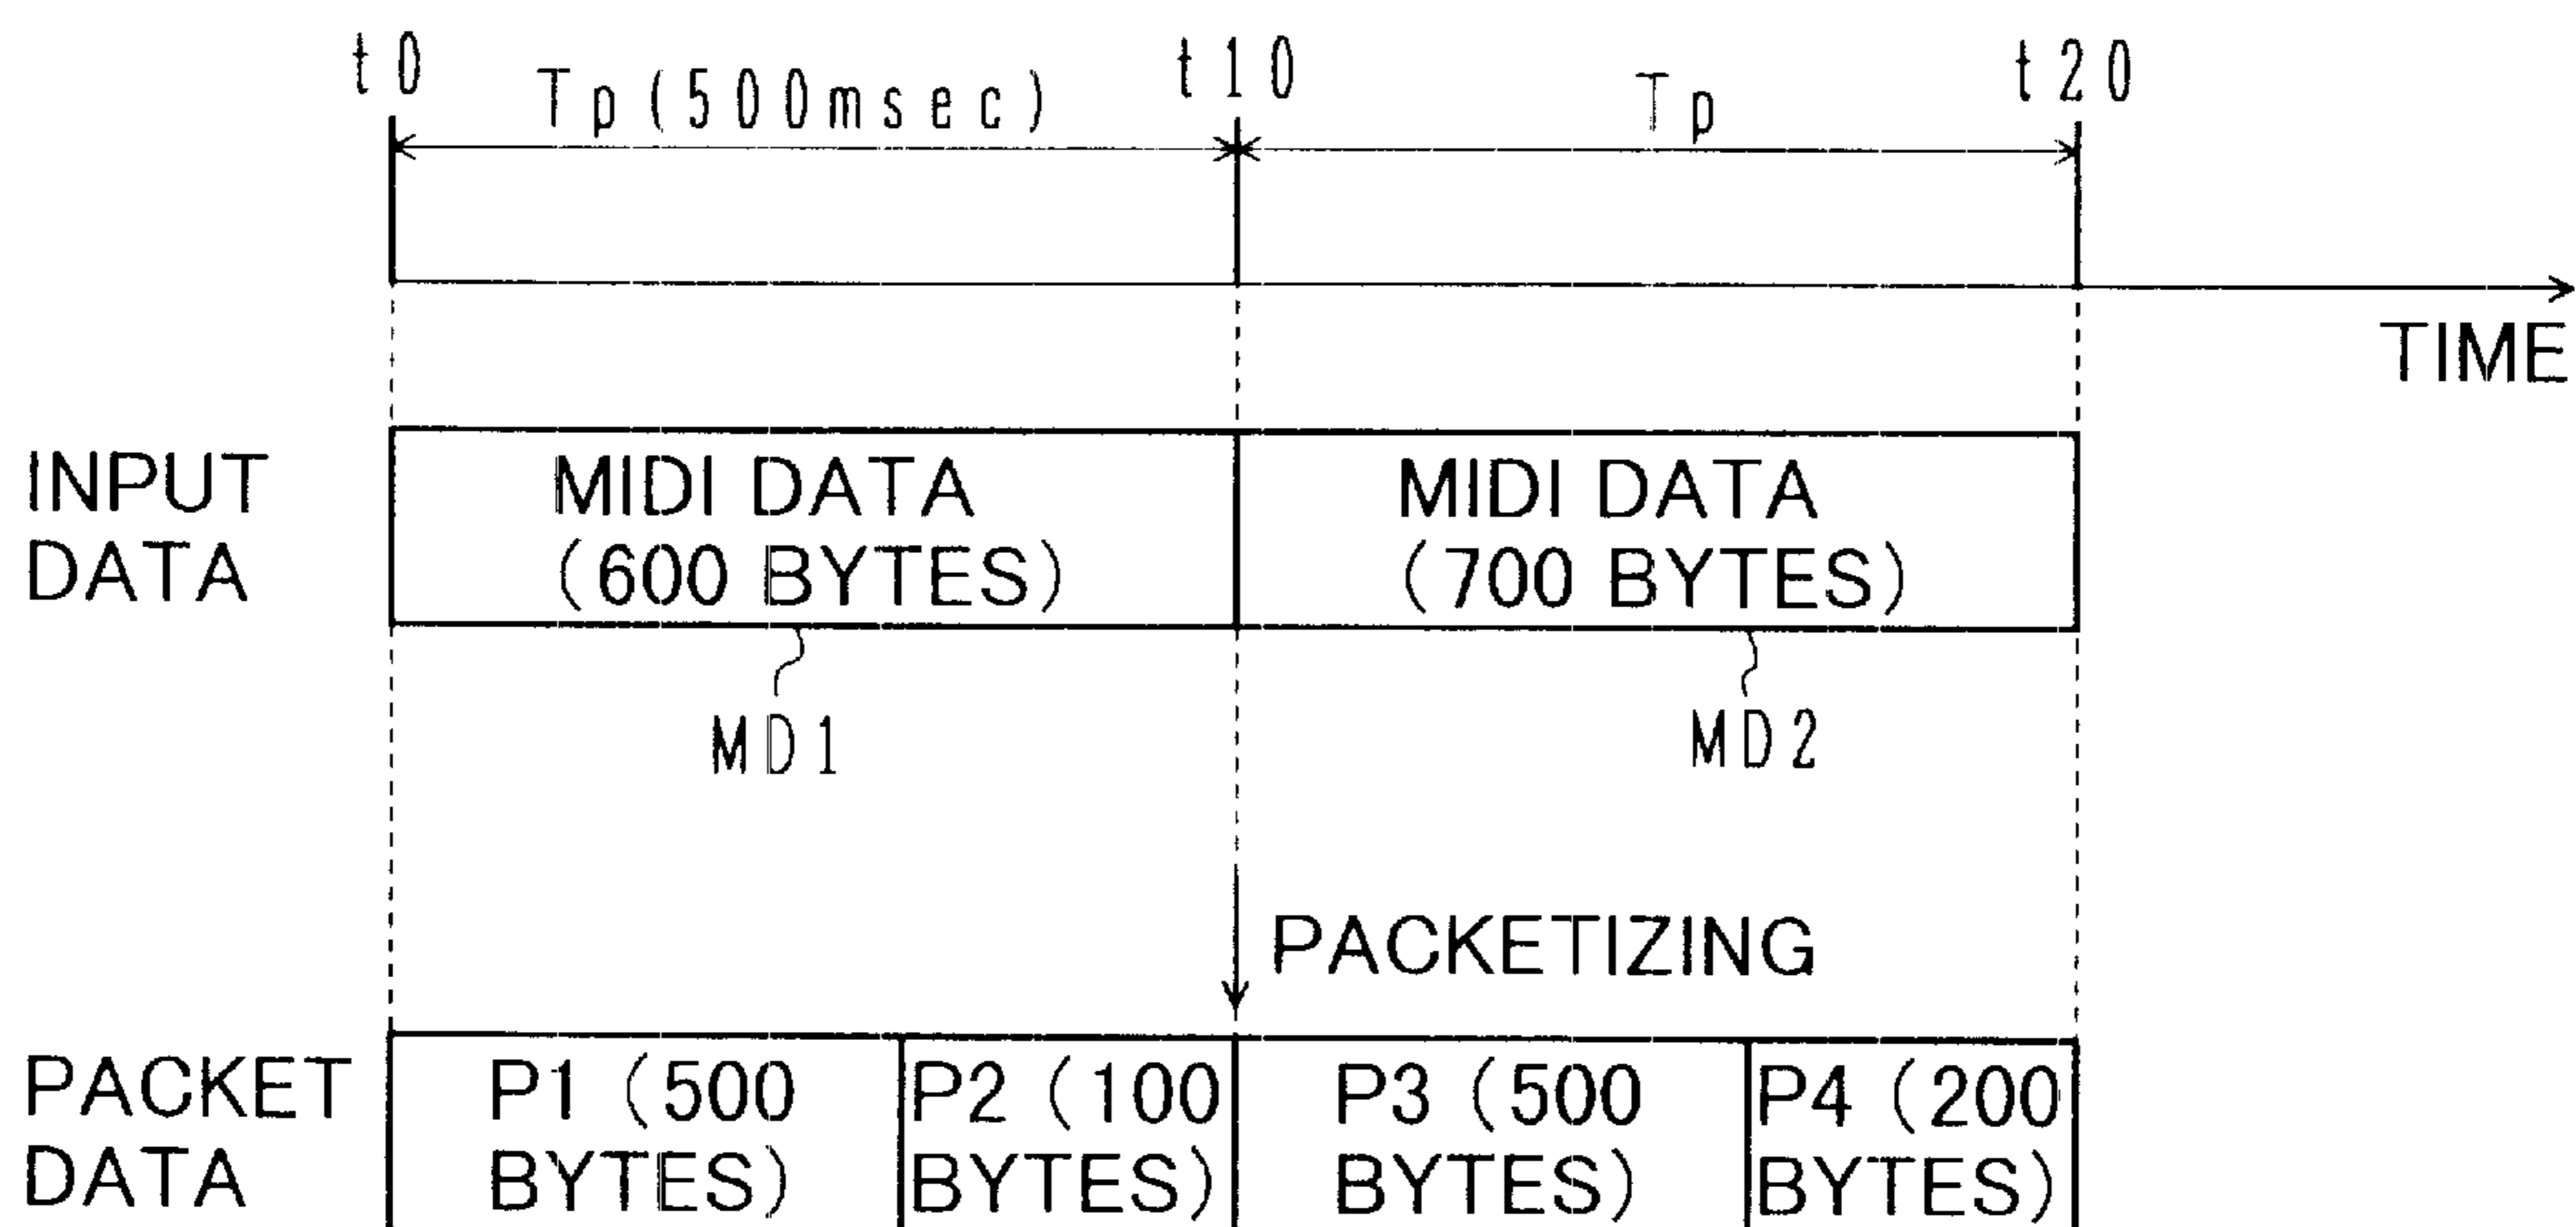 t0 Tp(500msec) t10 Tp t20
TIME
INPUT DATA
MIDI DATA (600 BYTES)
MIDI DATA (700 BYTES)
MD1
MD2
PACKETIZING
PACKET DATA
P1 (500 BYTES)
P2 (100 BYTES)
P3 (500 BYTES)
P4 (200 BYTES)